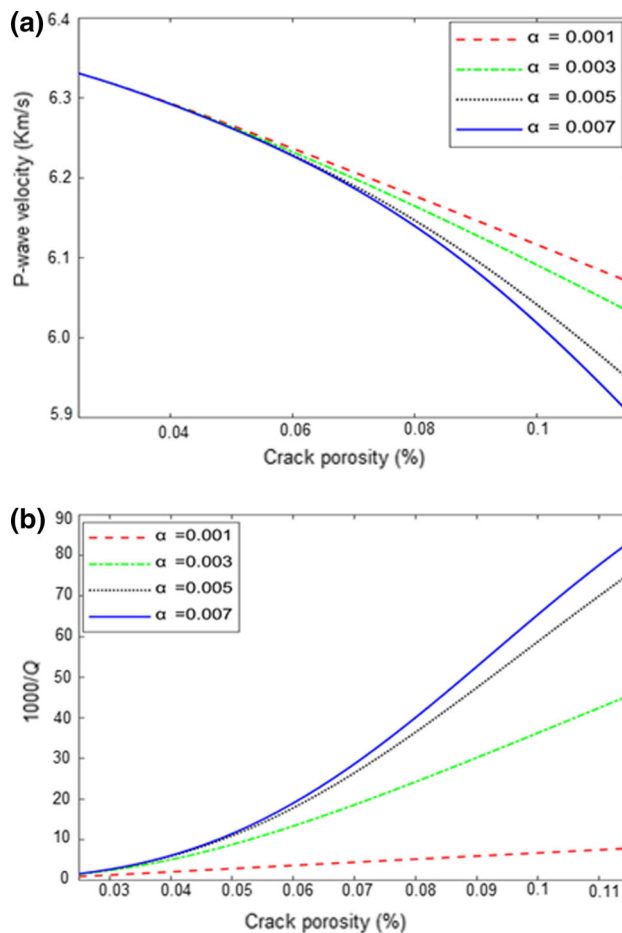 (a)
6.4
6.3
6.2
6.1
6.0
5.9
P-wave velocity (Km/s)
α = 0.001
α = 0.003
α = 0.005
α = 0.007
0.04 0.06 0.08 0.1
Crack porosity (%)
(b)
90
80
70
60
50
40
30
20
10
0
1000/Q
α =0.001
α =0.003
α =0.005
α =0.007
0.03 0.04 0.05 0.06 0.07 0.08 0.09 0.1 0.11
Crack porosity (%)